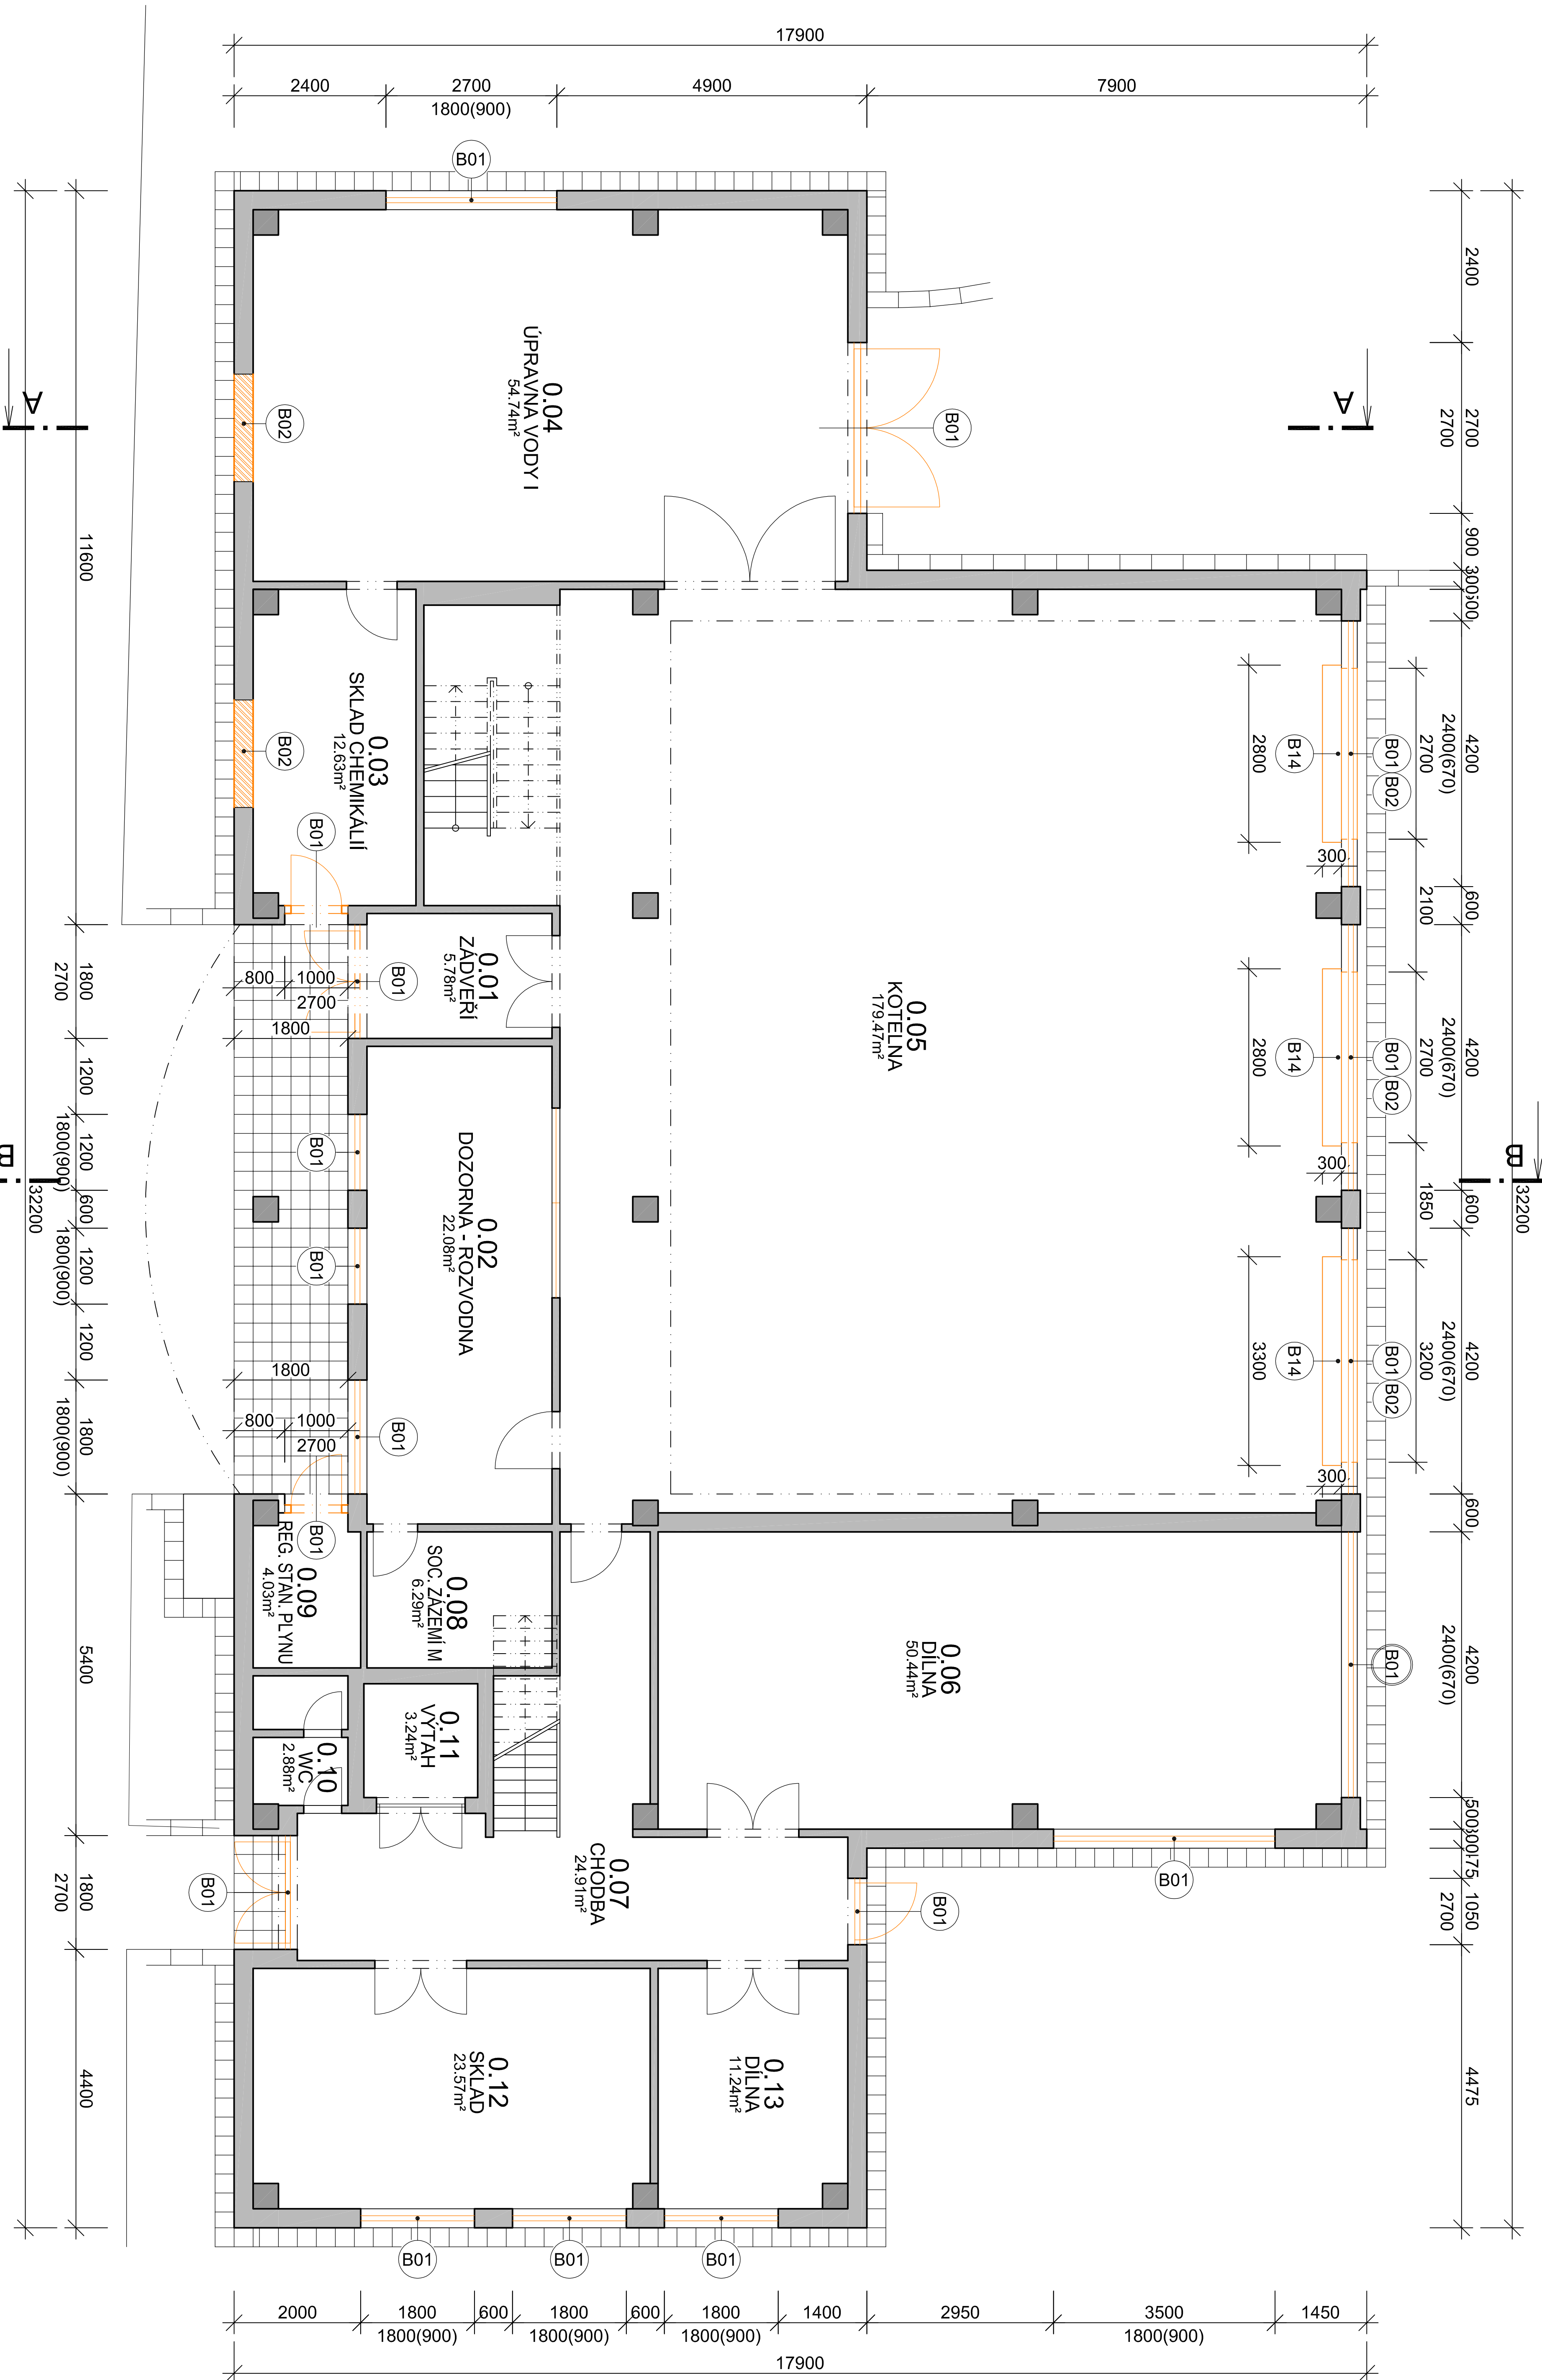 17900
2400
2700
4900
7900
1800(900)
B01
2400
2700
2700
900
300
600
4200
2400(670)
2700
600
2100
4200
2400(670)
2700
600
1850
4200
2400(670)
3200
600
4200
2400(670)
500
300
475
1050
2700
4475
32200
A
A
B
B
32200
11600
1800
2700
1200
1200
1800(900)
600
1200
1800(900)
1200
1800
1800(900)
5400
1800
2700
4400
0.04
ÚPRAVNA VODY I
54.74m²
B01
B02
B02
0.03
SKLAD CHEMIKÁLIÍ
12.63m²
B01
2800
B14
B01
B02
300
0.01
ZÁDVEŘÍ
5.78m²
B01
800
1000
2700
1800
0.05
KOTELNA
179.47m²
2800
B14
B01
B02
300
B01
B01
0.02
DOZORNA - ROZVODNA
22.08m²
3300
B14
B01
B02
300
1800
800
1000
2700
B01
B01
0.09
REG. STAN. PLYNU
4.03m²
0.08
SOC. ZÁZEMÍ M
6.29m²
0.06
DÍLNA
50.44m²
B01
0.11
VÝTAH
3.24m²
0.10
WC
2.88m²
0.07
CHODBA
24.91m²
B01
B01
B01
0.12
SKLAD
23.57m²
0.13
DÍLNA
11.24m²
B01
B01
B01
2000
1800
600
1800
600
1800
1400
2950
3500
1450
1800(900)
1800(900)
1800(900)
1800(900)
17900